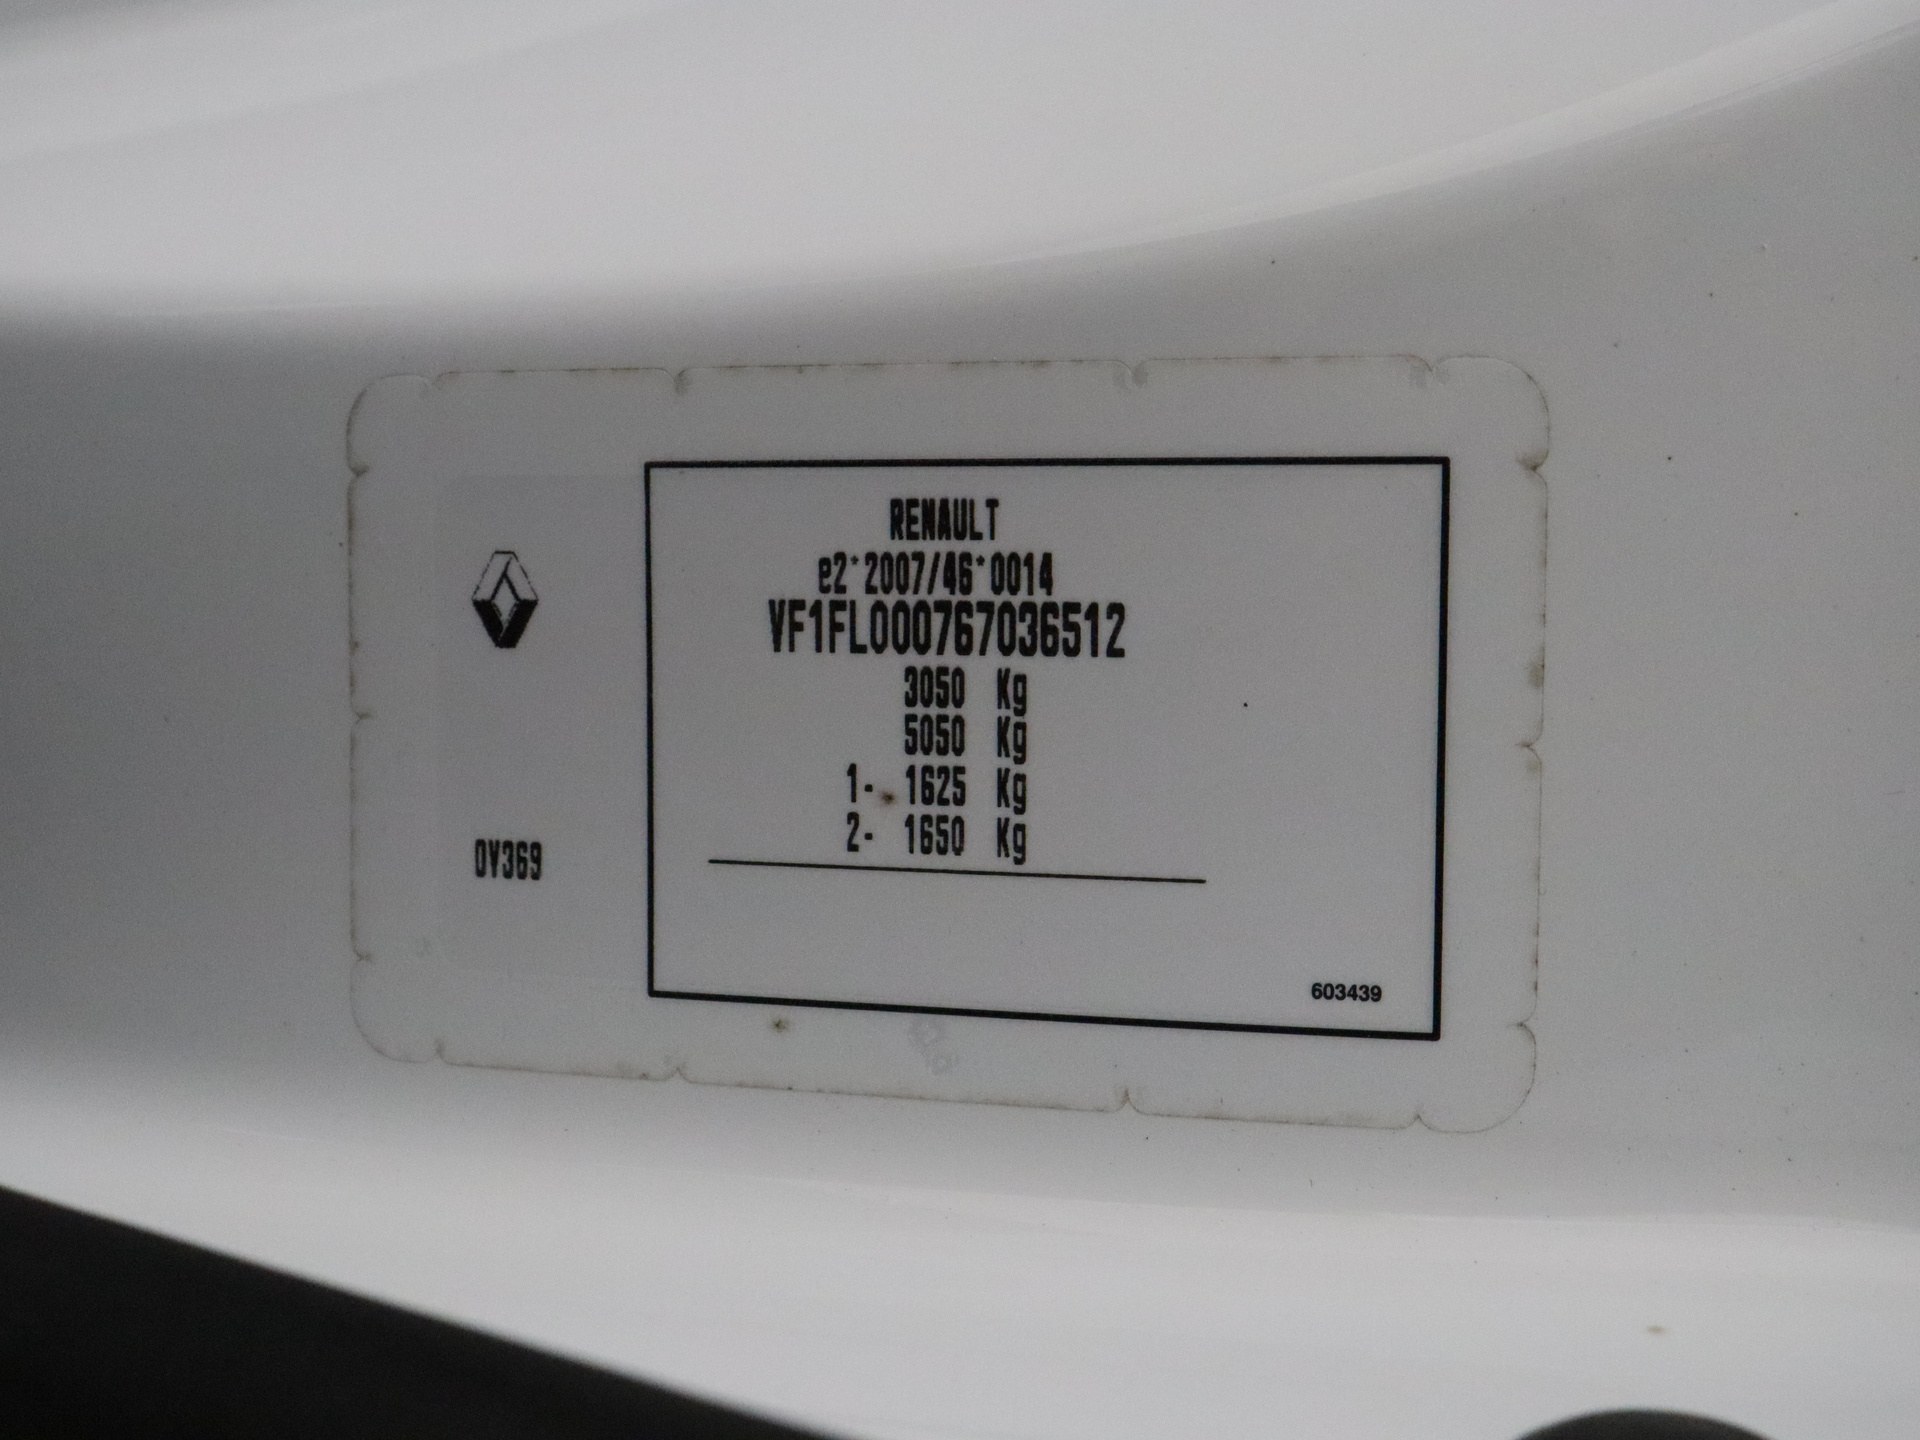 RENAULT
e2*2007/46*0014
VF1FL000767036512
3050 Kg
5050 Kg
1- 1625 Kg
2- 1650 Kg
0V369
603439